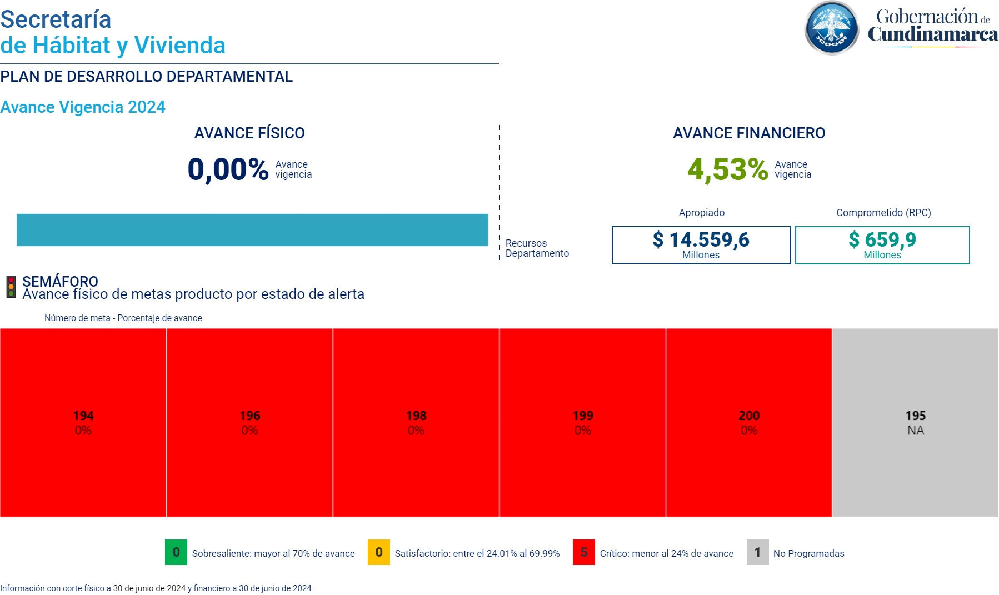 Secretaría
de Hábitat y Vivienda
Gobernación de
Cundinamarca
PLAN DE DESARROLLO DEPARTAMENTAL
Avance Vigencia 2024
AVANCE FÍSICO
0,00% Avance
vigencia
AVANCE FINANCIERO
4,53% Avance
vigencia
Apropiado
Comprometido (RPC)
Recursos
Departamento
$ 14.559,6
Millones
$ 659,9
Millones
SEMÁFORO
Avance físico de metas producto por estado de alerta
Número de meta - Porcentaje de avance
194
0%
196
0%
198
0%
199
0%
200
0%
195
NA
0 Sobresaliente: mayor al 70% de avance
0 Satisfactorio: entre el 24.01% al 69.99%
5 Crítico: menor al 24% de avance
1 No Programadas
Información con corte físico a 30 de junio de 2024 y financiero a 30 de junio de 2024